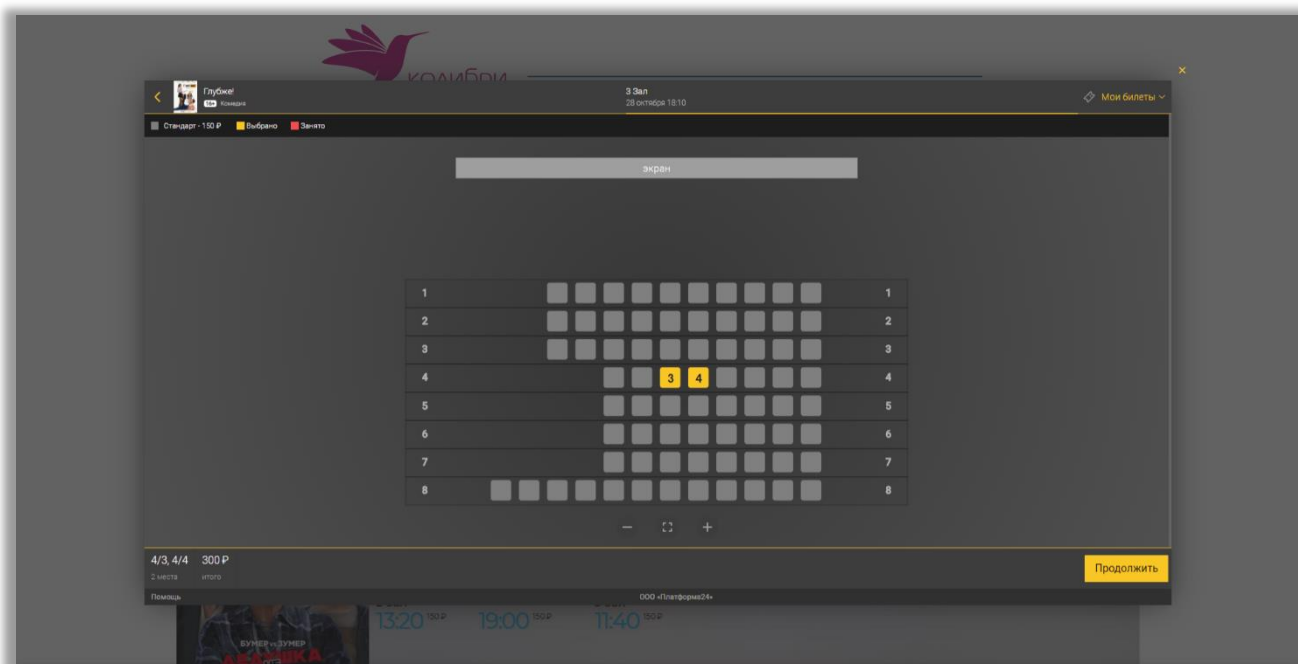 колибри
Глубже!
3 Зал
16+ Комедия
28 октября 18:10
Мои билеты
Стандарт - 150 ₽ Выбрано Занято
экран
1 1
2 2
3 3
4 3 4 4
5 5
6 6
7 7
8 8
4/3, 4/4 300 ₽
2 места итого
Продолжить
Помощь ООО «Платформа24»
13:20 150 ₽ 19:00 150 ₽ 11:40 150 ₽
БУМЕР vs ЗУМЕР